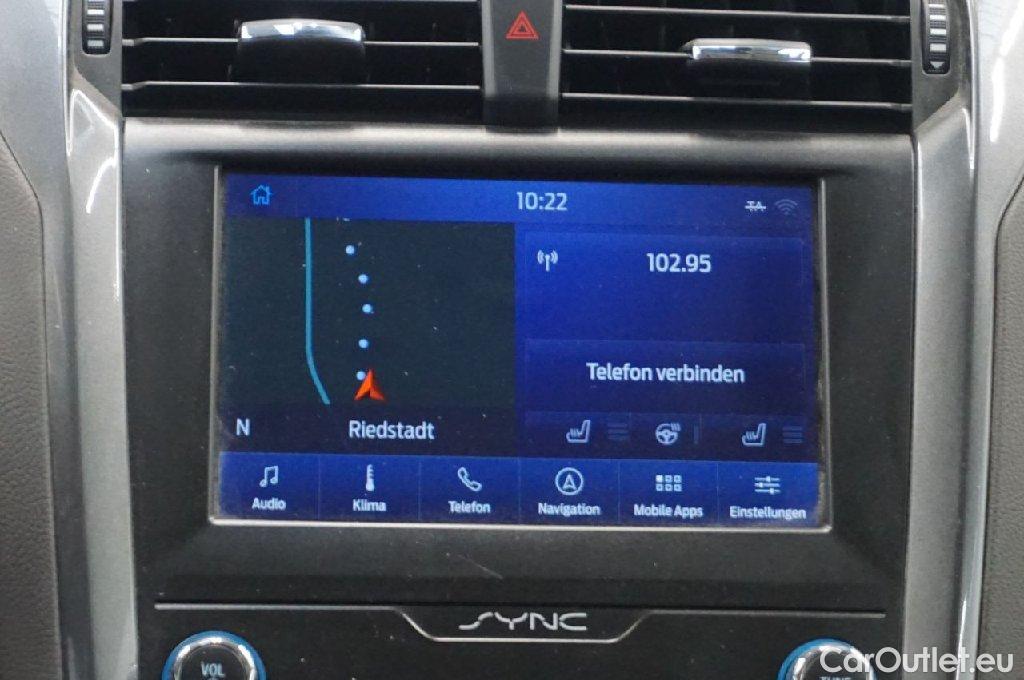 10:22
TA
102.95
Telefon verbinden
N
Riedstadt
Audio
Klima
Telefon
Navigation
Mobile Apps
Einstellungen
SYNC
VOL
TUNE
CarOutlet.eu